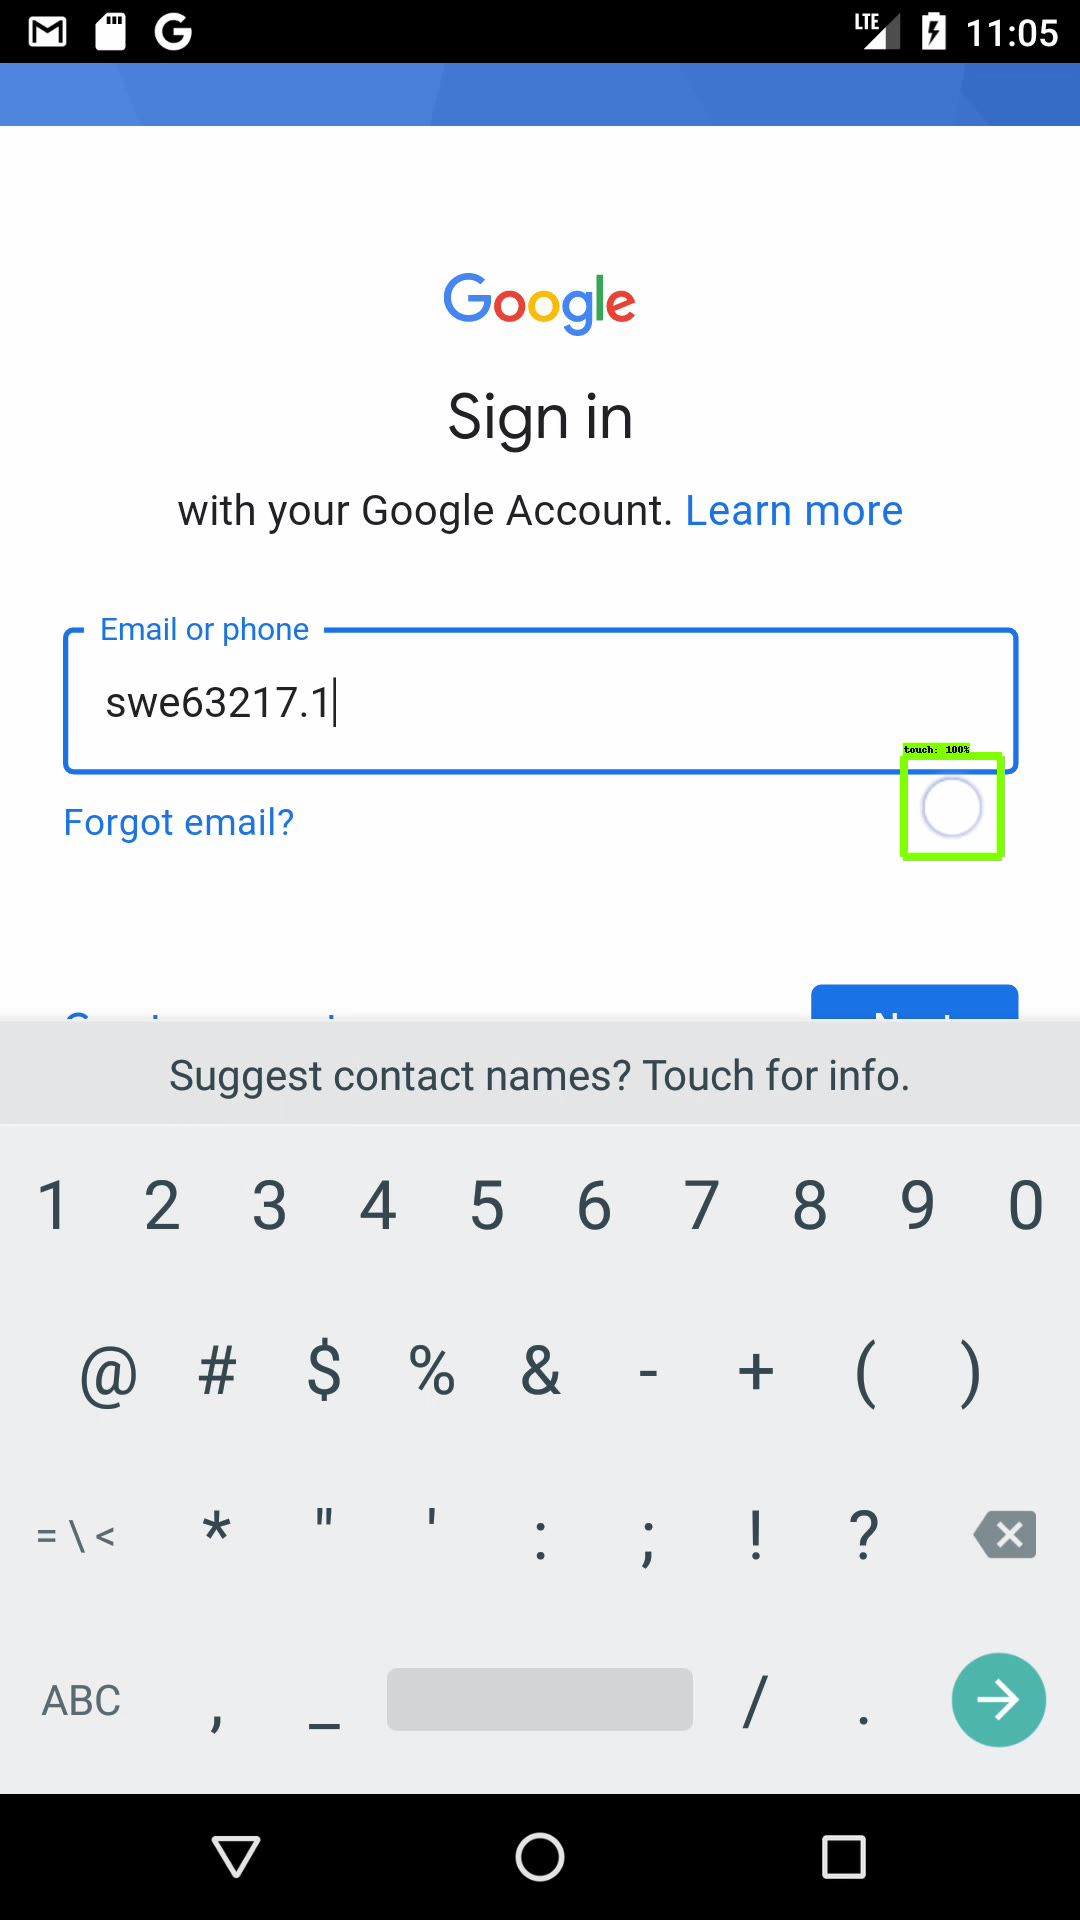 LTE 11:05
Google
Sign in
with your Google Account. Learn more
Email or phone
swe63217.1
touch: 100%
Forgot email?
Suggest contact names? Touch for info.
1 2 3 4 5 6 7 8 9 0
@ # $ % & - + ( )
= \ < * " ' : ; ! ?
ABC , _ / .